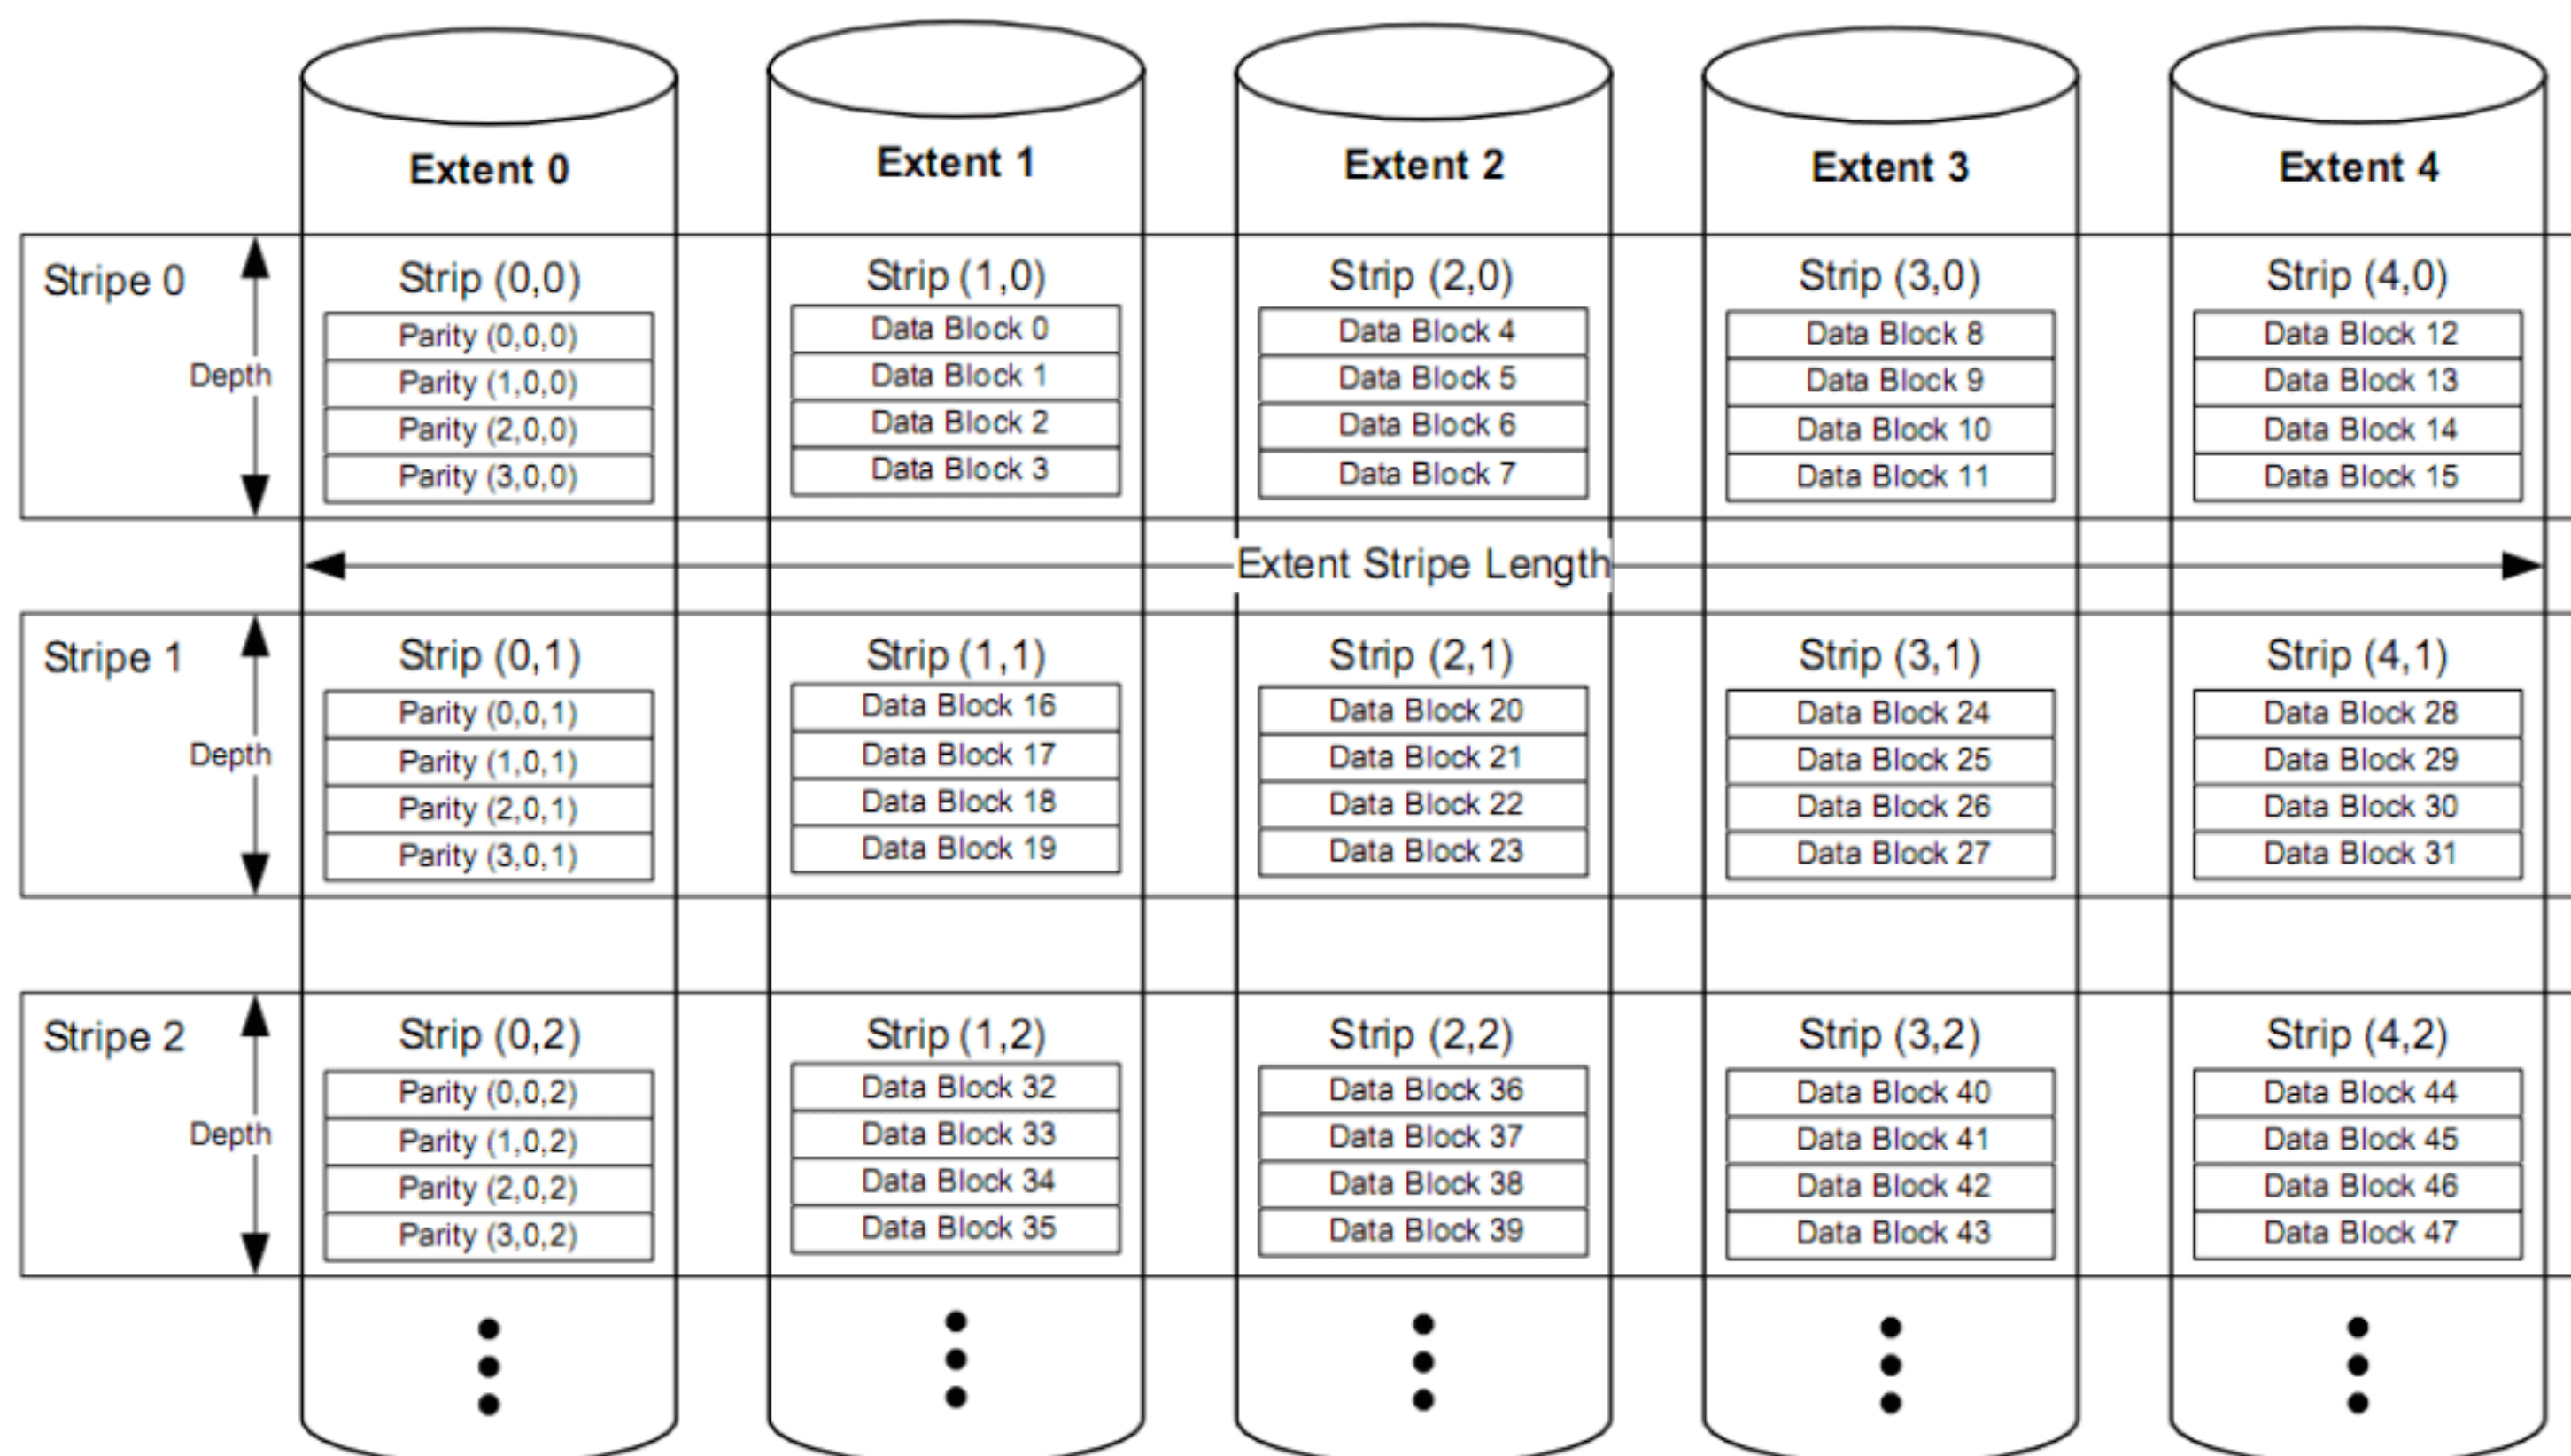 Extent 0
Extent 1
Extent 2
Extent 3
Extent 4
Stripe 0
Depth
Strip (0,0)
Parity (0,0,0)
Parity (1,0,0)
Parity (2,0,0)
Parity (3,0,0)
Strip (1,0)
Data Block 0
Data Block 1
Data Block 2
Data Block 3
Strip (2,0)
Data Block 4
Data Block 5
Data Block 6
Data Block 7
Strip (3,0)
Data Block 8
Data Block 9
Data Block 10
Data Block 11
Strip (4,0)
Data Block 12
Data Block 13
Data Block 14
Data Block 15
Extent Stripe Length
Stripe 1
Depth
Strip (0,1)
Parity (0,0,1)
Parity (1,0,1)
Parity (2,0,1)
Parity (3,0,1)
Strip (1,1)
Data Block 16
Data Block 17
Data Block 18
Data Block 19
Strip (2,1)
Data Block 20
Data Block 21
Data Block 22
Data Block 23
Strip (3,1)
Data Block 24
Data Block 25
Data Block 26
Data Block 27
Strip (4,1)
Data Block 28
Data Block 29
Data Block 30
Data Block 31
Stripe 2
Depth
Strip (0,2)
Parity (0,0,2)
Parity (1,0,2)
Parity (2,0,2)
Parity (3,0,2)
Strip (1,2)
Data Block 32
Data Block 33
Data Block 34
Data Block 35
Strip (2,2)
Data Block 36
Data Block 37
Data Block 38
Data Block 39
Strip (3,2)
Data Block 40
Data Block 41
Data Block 42
Data Block 43
Strip (4,2)
Data Block 44
Data Block 45
Data Block 46
Data Block 47